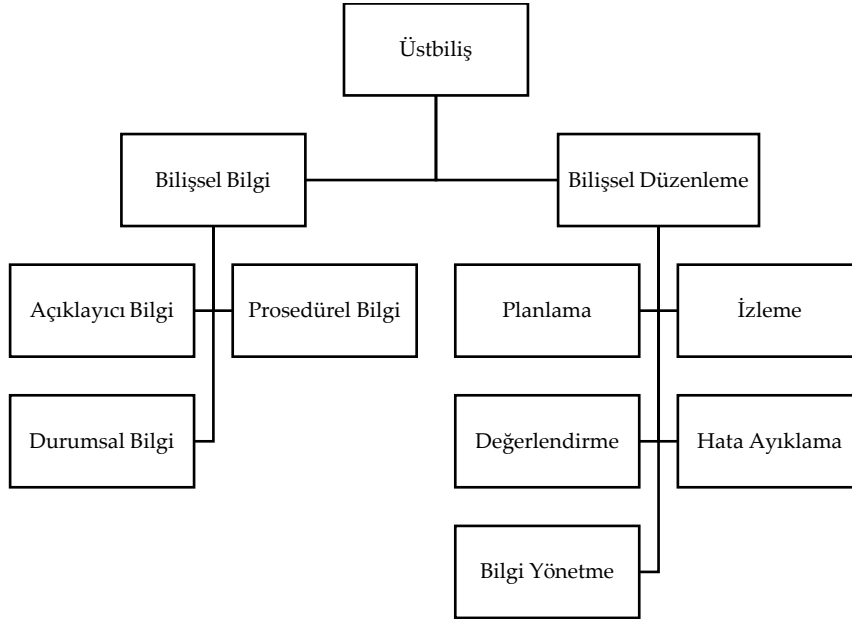 Üstbiliş
Bilişsel Bilgi
Bilişsel Düzenleme
Açıklayıcı Bilgi
Prosedürel Bilgi
Planlama
İzleme
Durumsal Bilgi
Değerlendirme
Hata Ayıklama
Bilgi Yönetme